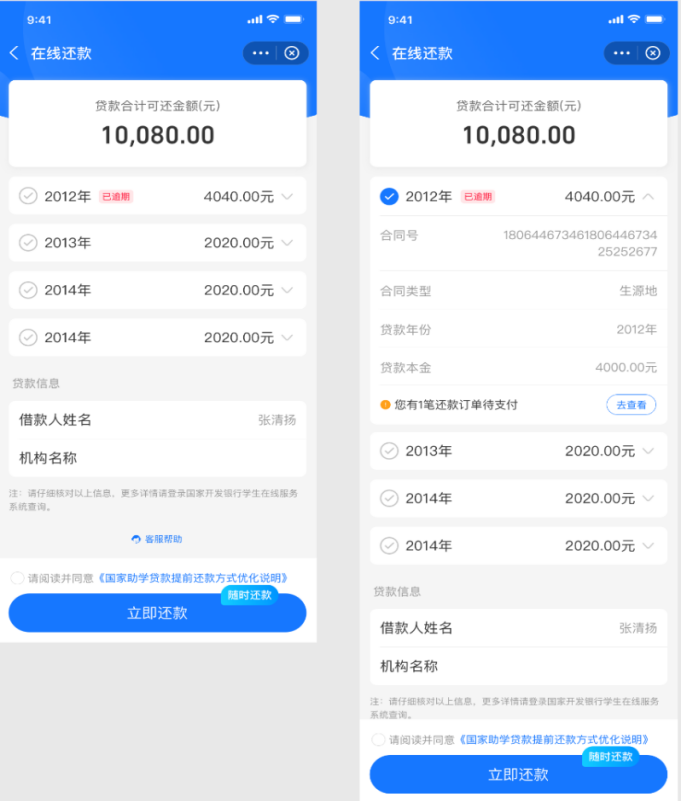 9:41
在线还款
贷款合计可还金额(元)
10,080.00
2012年 已逾期 4040.00元
2013年 2020.00元
2014年 2020.00元
2014年 2020.00元
贷款信息
借款人姓名 张清扬
机构名称
注：请仔细核对以上信息，更多详情请登录国家开发银行学生在线服务
系统查询。
客服帮助
请阅读并同意《国家助学贷款提前还款方式优化说明》
随时还款
立即还款
9:41
在线还款
贷款合计可还金额(元)
10,080.00
2012年 已逾期 4040.00元
合同号 180644673461806446734
25252677
合同类型 生源地
贷款年份 2012年
贷款本金 4000.00元
您有1笔还款订单待支付 去查看
2013年 2020.00元
2014年 2020.00元
2014年 2020.00元
贷款信息
借款人姓名 张清扬
机构名称
注：请仔细核对以上信息，更多详情请登录国家开发银行学生在线服务
系统查询。
请阅读并同意《国家助学贷款提前还款方式优化说明》
随时还款
立即还款